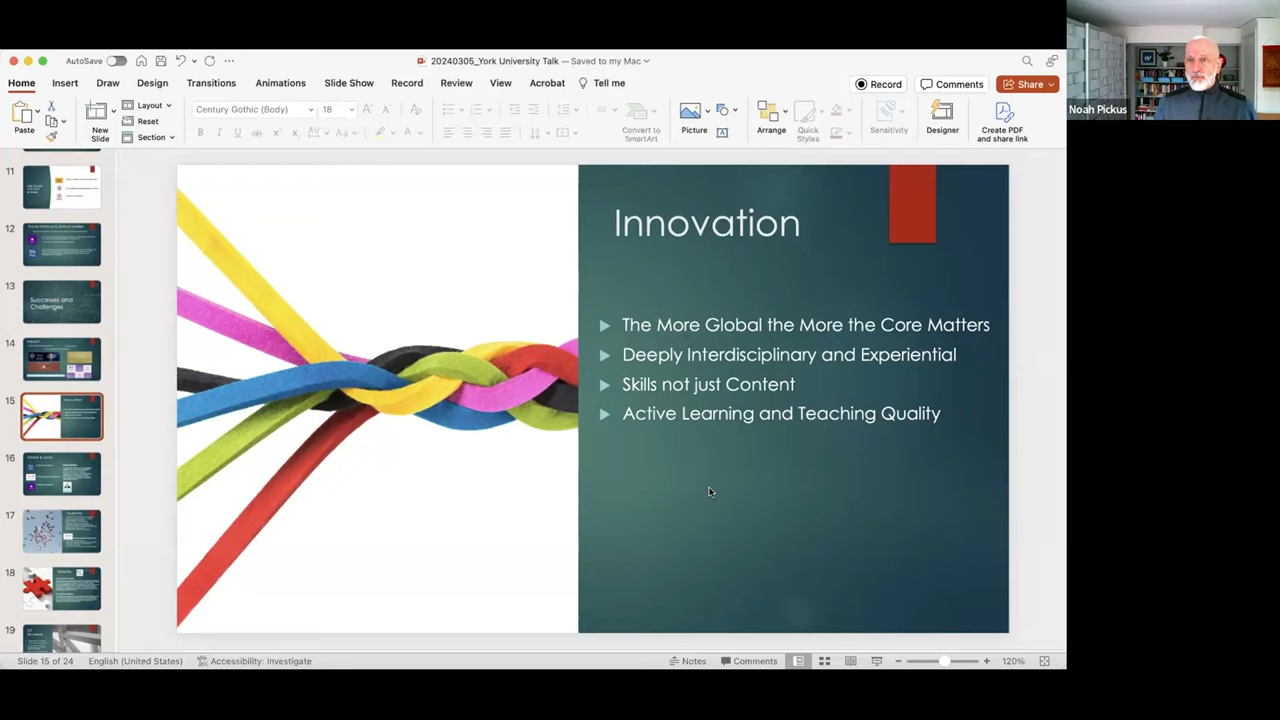 AutoSave
20240305_York University Talk — Saved to my Mac
Home Insert Draw Design Transitions Animations Slide Show Record Review View Acrobat Tell me
Record Comments Share
Paste
New Slide
Layout
Reset
Section
Century Gothic (Body) 18
Convert to SmartArt
Picture
Arrange
Quick Styles
Sensitivity
Designer
Create PDF and share link
Noah Pickus
11
12
13
Successes and
Challenges
14
15
16
17
18
19
Innovation
The More Global the More the Core Matters
Deeply Interdisciplinary and Experiential
Skills not just Content
Active Learning and Teaching Quality
Slide 15 of 24 English (United States) Accessibility: Investigate Notes Comments 120%